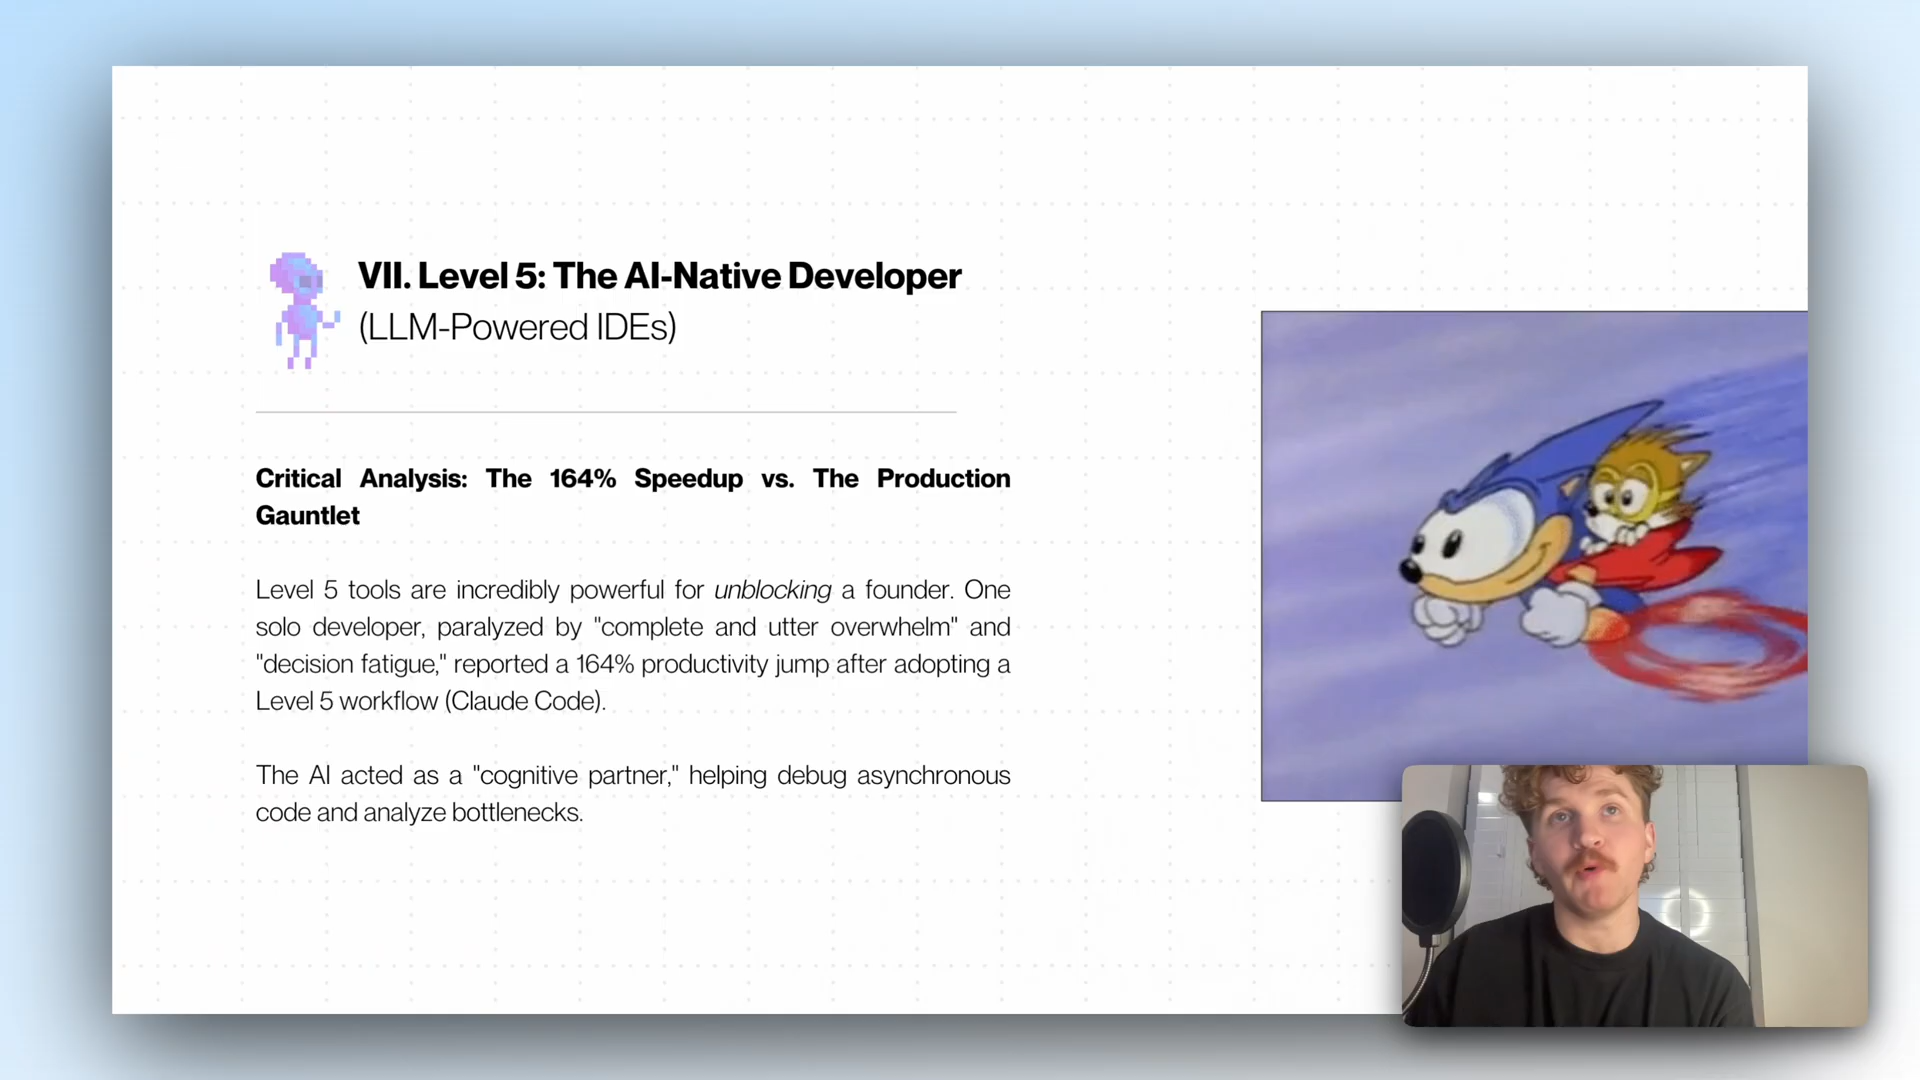 VII. Level 5: The AI-Native Developer
(LLM-Powered IDEs)
Critical Analysis: The 164% Speedup vs. The Production
Gauntlet
Level 5 tools are incredibly powerful for unblocking a founder. One
solo developer, paralyzed by "complete and utter overwhelm" and
"decision fatigue," reported a 164% productivity jump after adopting a
Level 5 workflow (Claude Code).
The AI acted as a "cognitive partner," helping debug asynchronous
code and analyze bottlenecks.